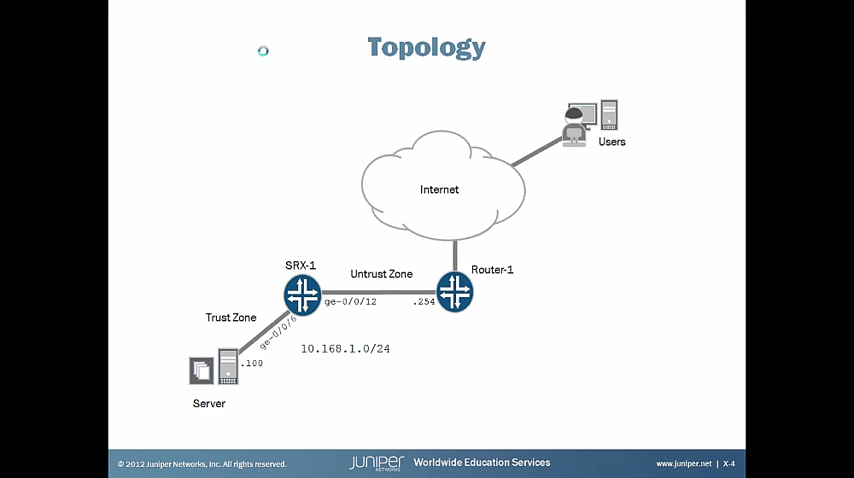 Topology
Users
Internet
SRX-1
Untrust Zone
Router-1
ge-0/0/12
.254
Trust Zone
ge-0/0/6
10.168.1.0/24
.100
Server
© 2012 Juniper Networks, Inc. All rights reserved.
JUNIPER
NETWORKS
Worldwide Education Services
www.juniper.net | X-4